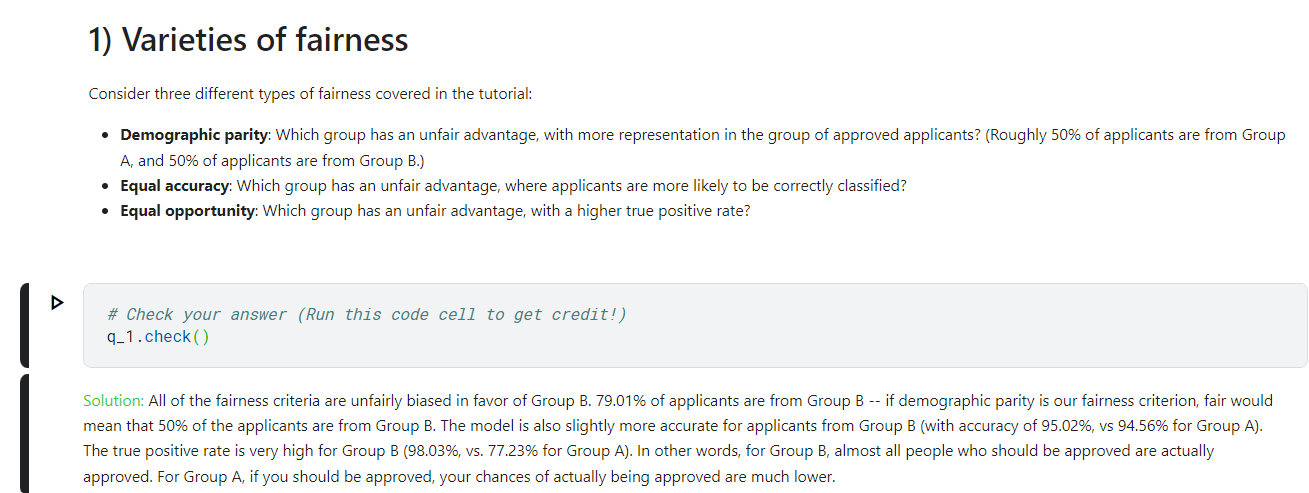 1) Varieties of fairness
Consider three different types of fairness covered in the tutorial:
• Demographic parity: Which group has an unfair advantage, with more representation in the group of approved applicants? (Roughly 50% of applicants are from Group
A, and 50% of applicants are from Group B.)
• Equal accuracy: Which group has an unfair advantage, where applicants are more likely to be correctly classified?
• Equal opportunity: Which group has an unfair advantage, with a higher true positive rate?
# Check your answer (Run this code cell to get credit!)
q_1.check()
Solution: All of the fairness criteria are unfairly biased in favor of Group B. 79.01% of applicants are from Group B -- if demographic parity is our fairness criterion, fair would
mean that 50% of the applicants are from Group B. The model is also slightly more accurate for applicants from Group B (with accuracy of 95.02%, vs 94.56% for Group A).
The true positive rate is very high for Group B (98.03%, vs. 77.23% for Group A). In other words, for Group B, almost all people who should be approved are actually
approved. For Group A, if you should be approved, your chances of actually being approved are much lower.